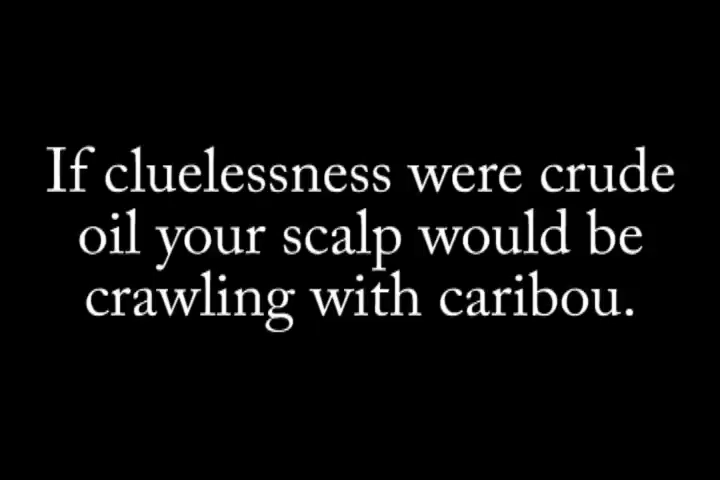 If cluelessness were crude
oil your scalp would be
crawling with caribou.